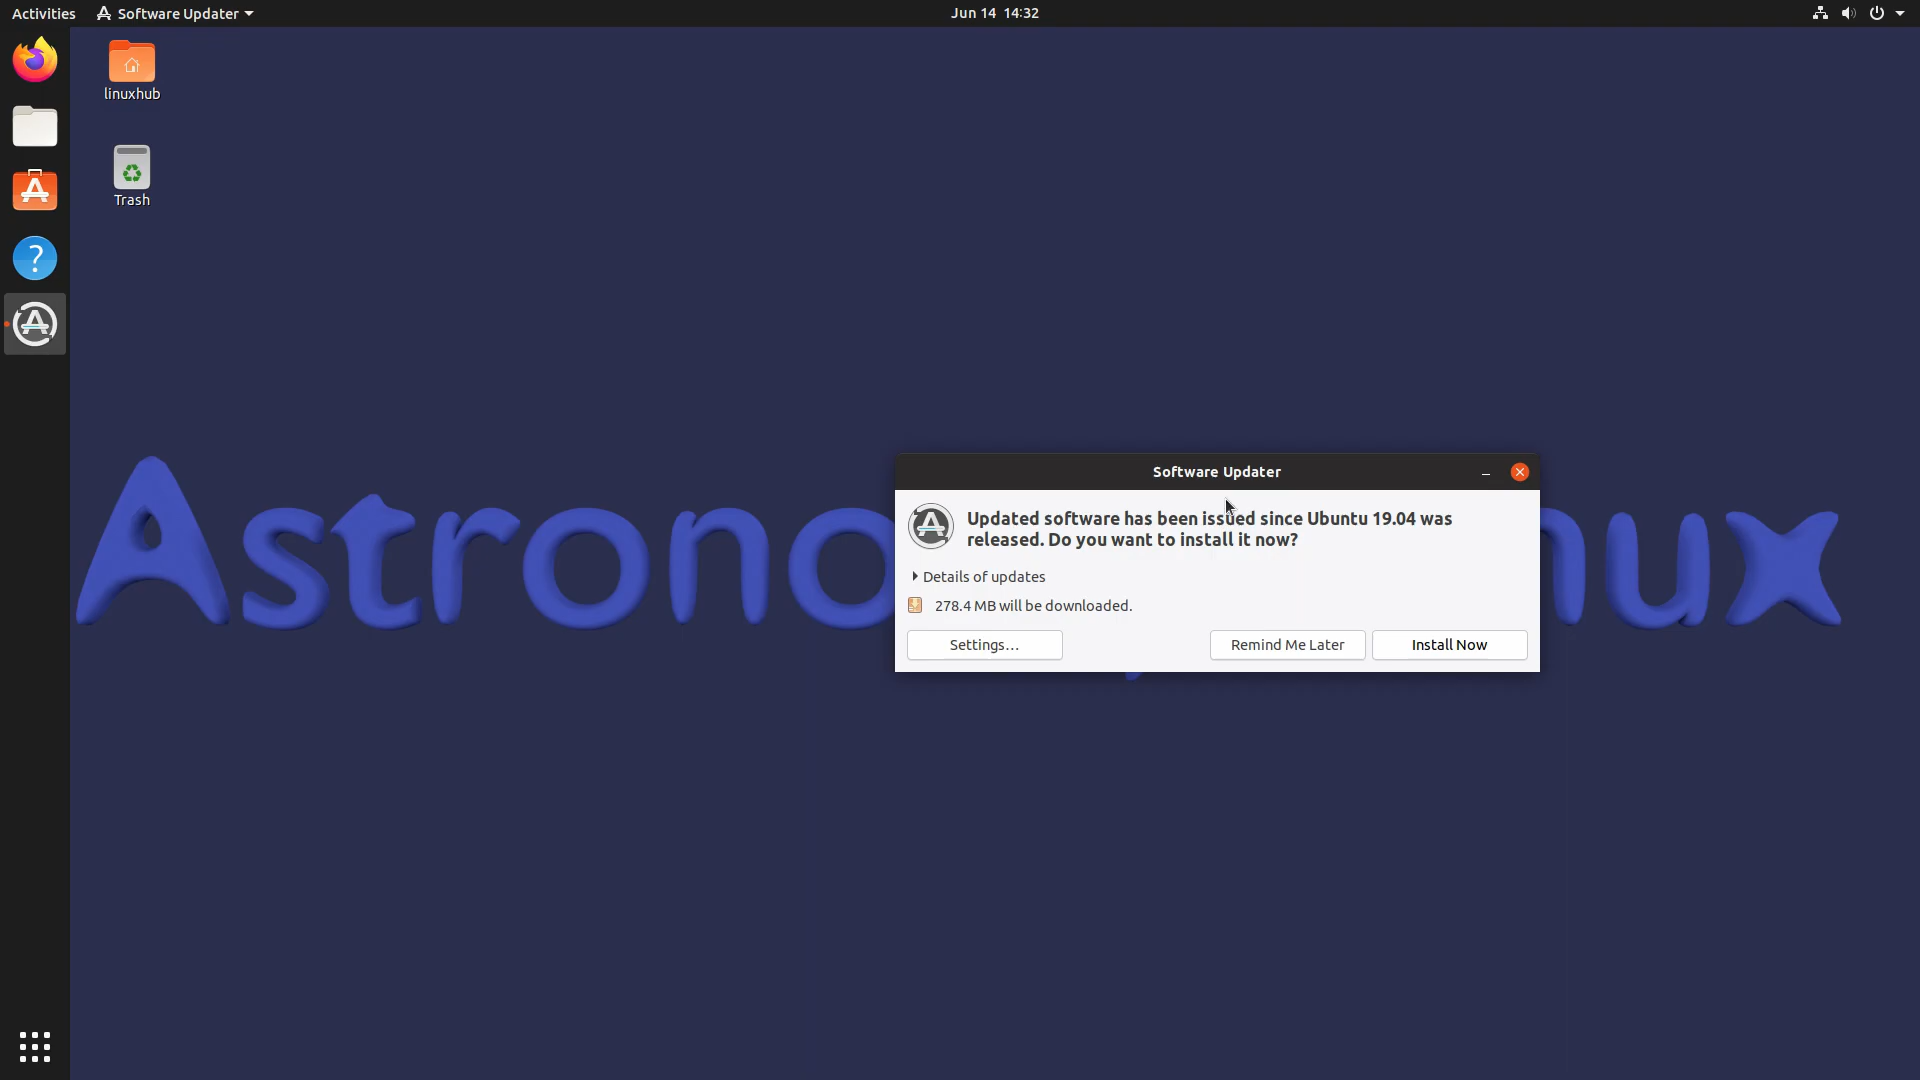 Activities
Software Updater
Jun 14 14:32
linuxhub
Trash
Astrono
nux
Software Updater
Updated software has been issued since Ubuntu 19.04 was
released. Do you want to install it now?
Details of updates
278.4 MB will be downloaded.
Settings…
Remind Me Later
Install Now